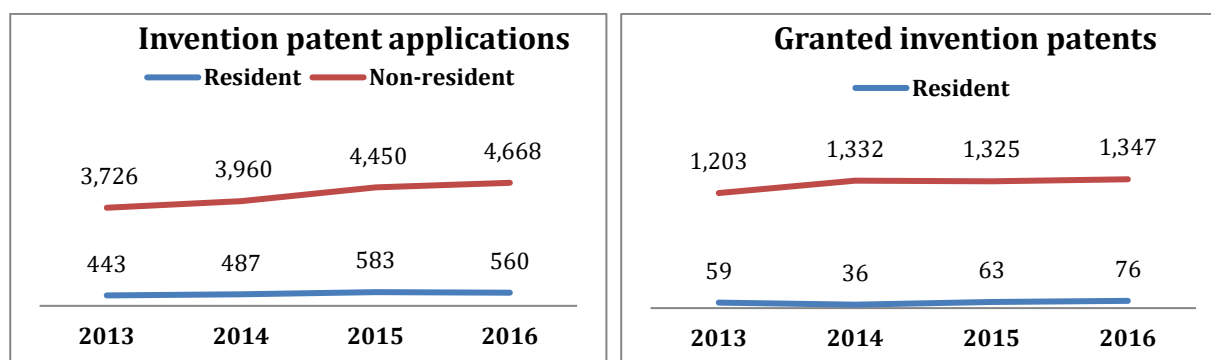 Invention patent applications
Resident Non-resident
3,726 3,960 4,450 4,668
443 487 583 560
2013 2014 2015 2016
Granted invention patents
Resident
1,203 1,332 1,325 1,347
59 36 63 76
2013 2014 2015 2016